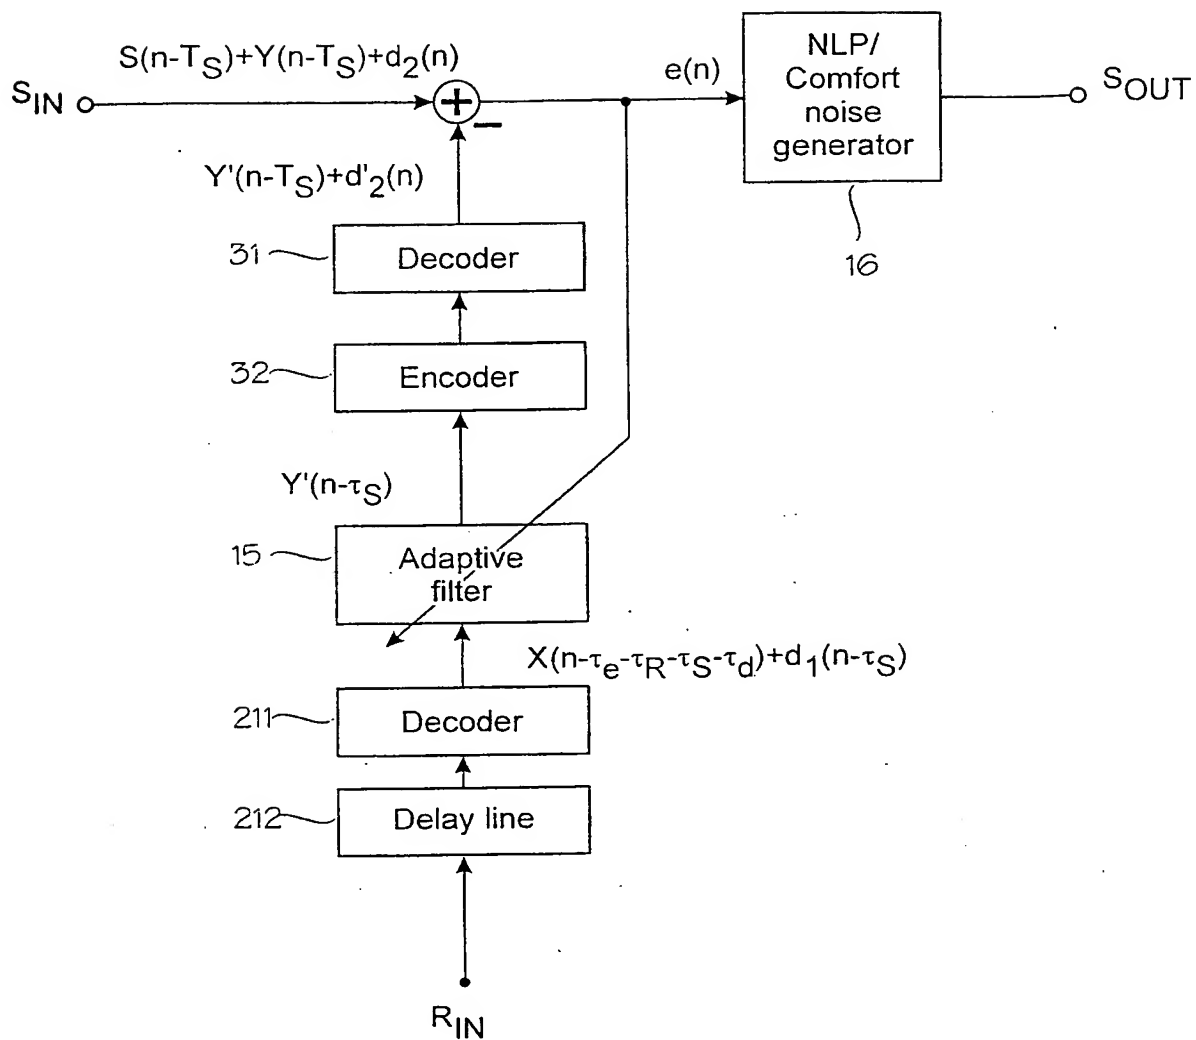 S(n-T_S)+Y(n-T_S)+d_2(n)
S_IN
+
−
e(n)
NLP/
Comfort
noise
generator
S_OUT
16
Y'(n-T_S)+d'_2(n)
31
Decoder
32
Encoder
Y'(n-τ_S)
15
Adaptive
filter
X(n-τ_e-τ_R-τ_S-τ_d)+d_1(n-τ_S)
211
Decoder
212
Delay line
R_IN